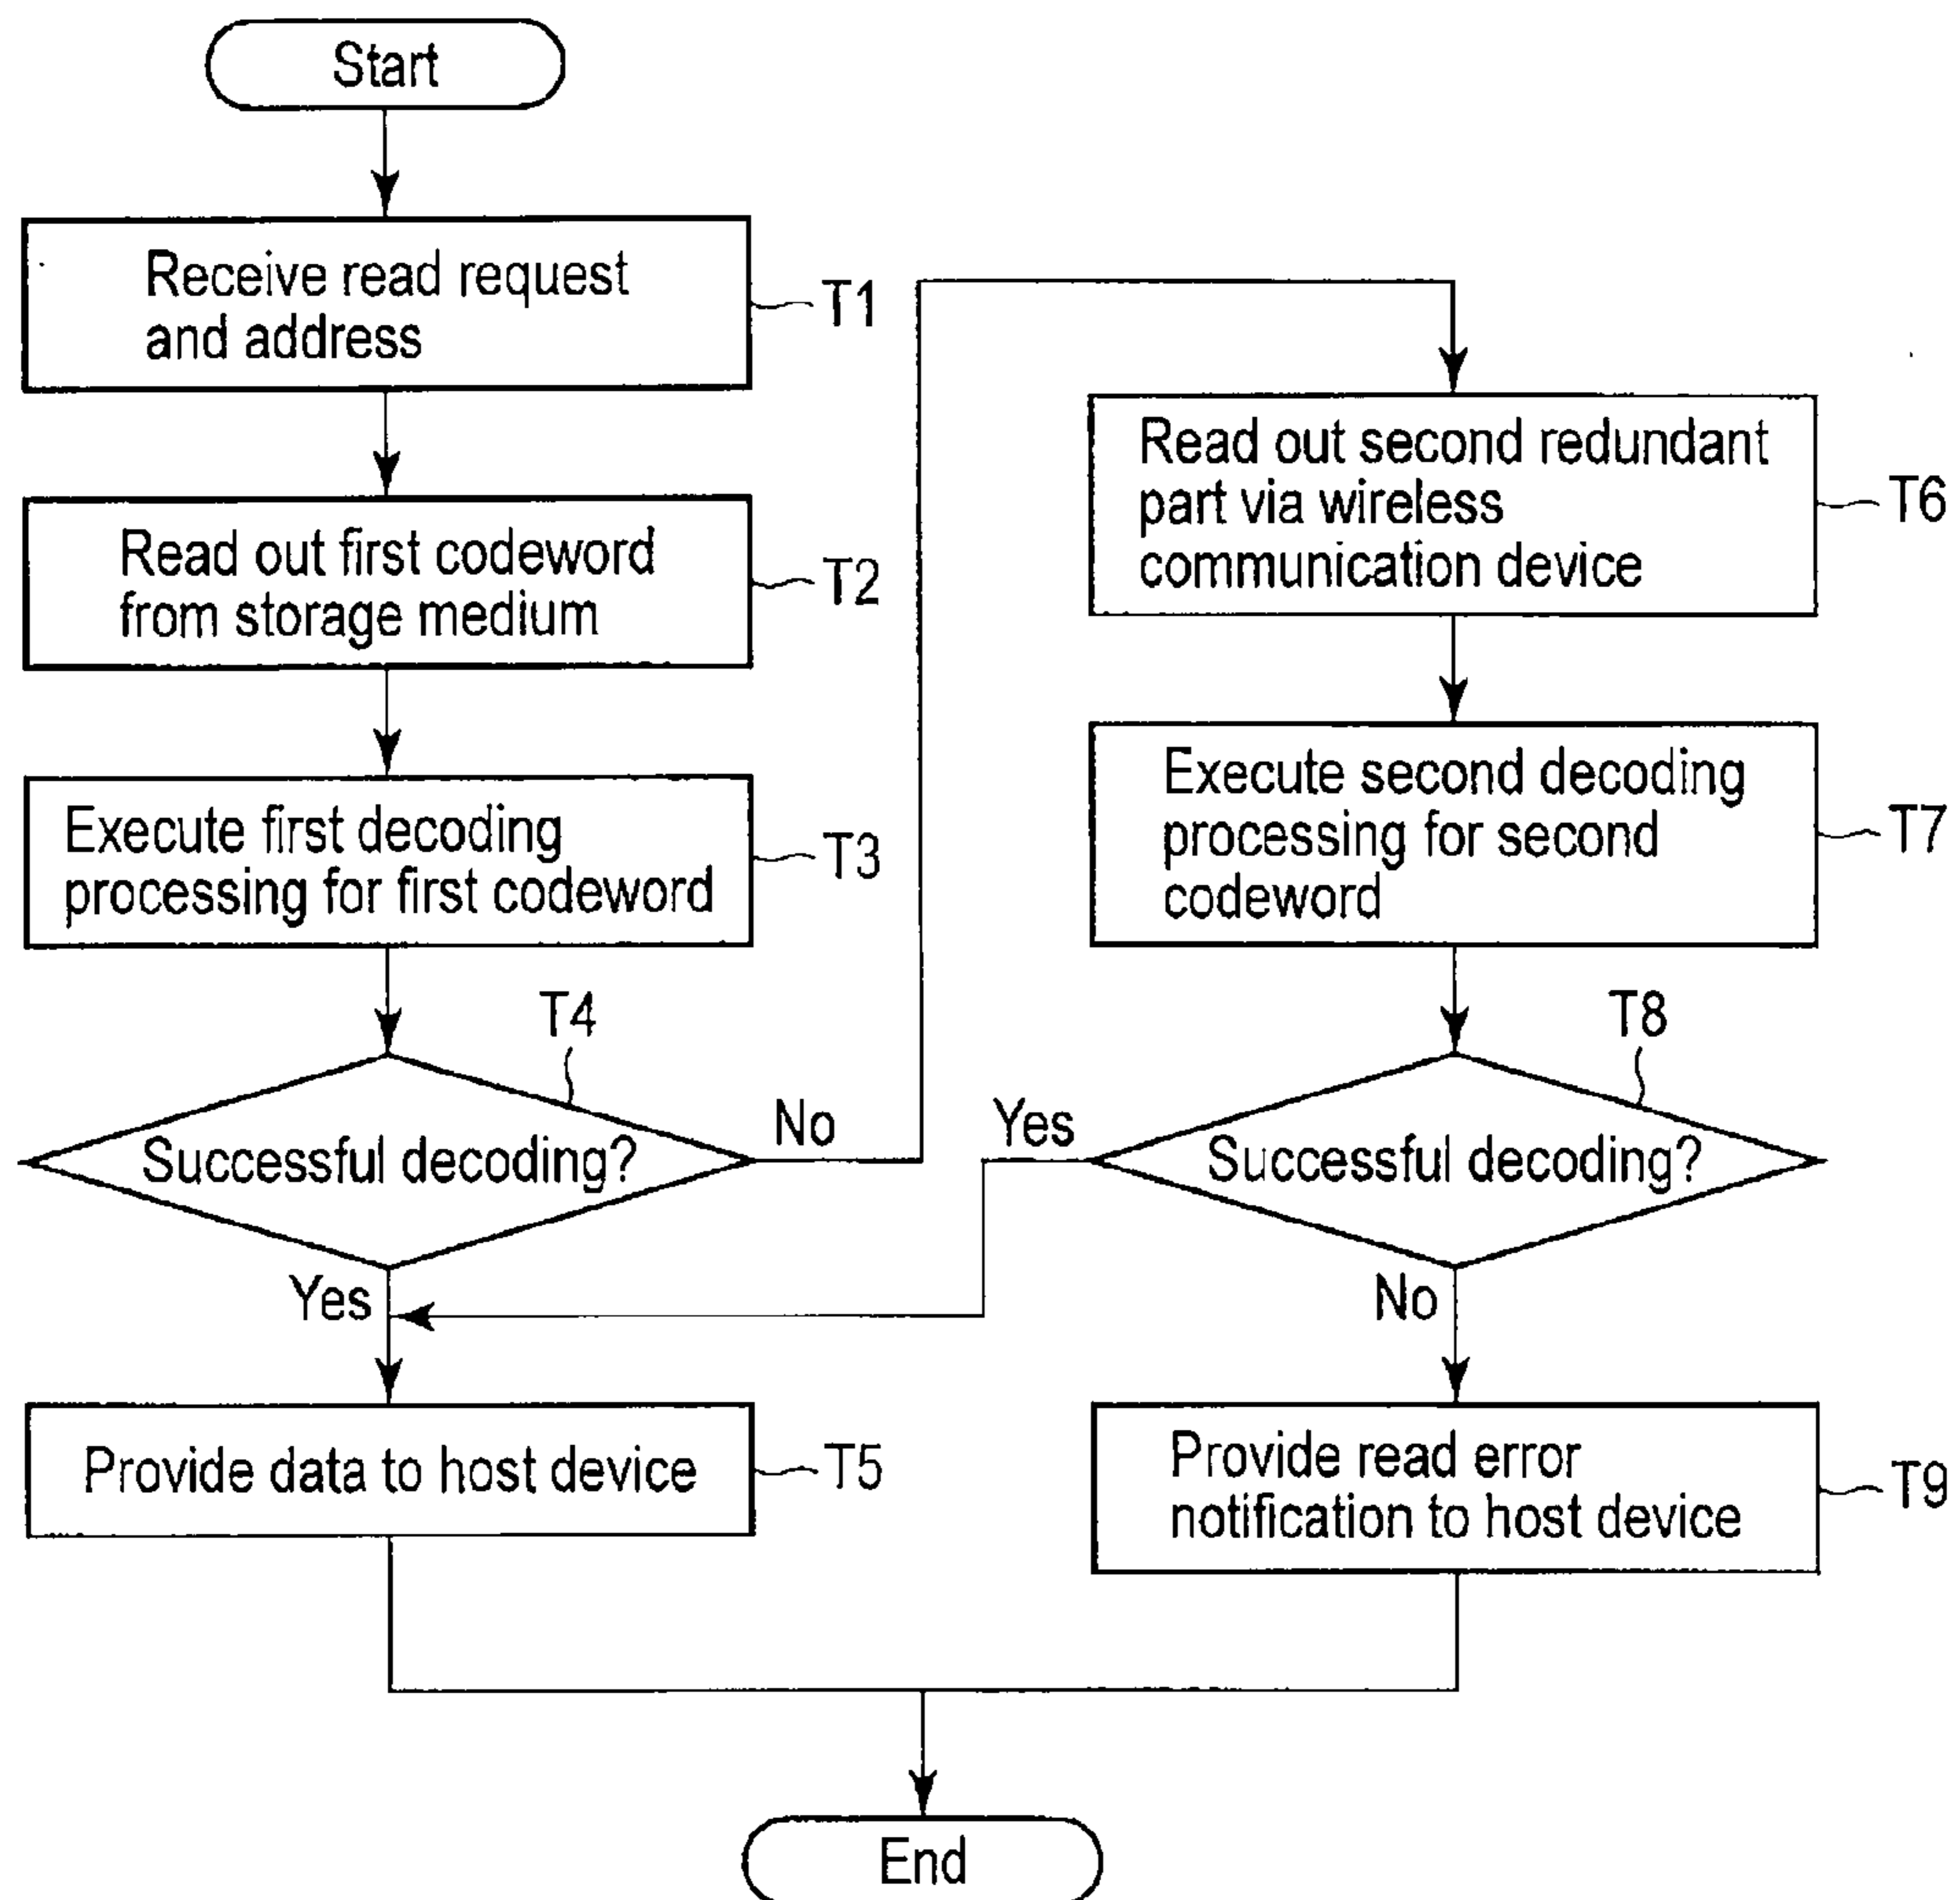 Start
Receive read request
and address
T1
Read out first codeword
from storage medium
T2
Execute first decoding
processing for first codeword
T3
T4
Successful decoding?
No
Yes
Provide data to host device
T5
Read out second redundant
part via wireless
communication device
T6
Execute second decoding
processing for second
codeword
T7
T8
Successful decoding?
Yes
No
Provide read error
notification to host device
T9
End